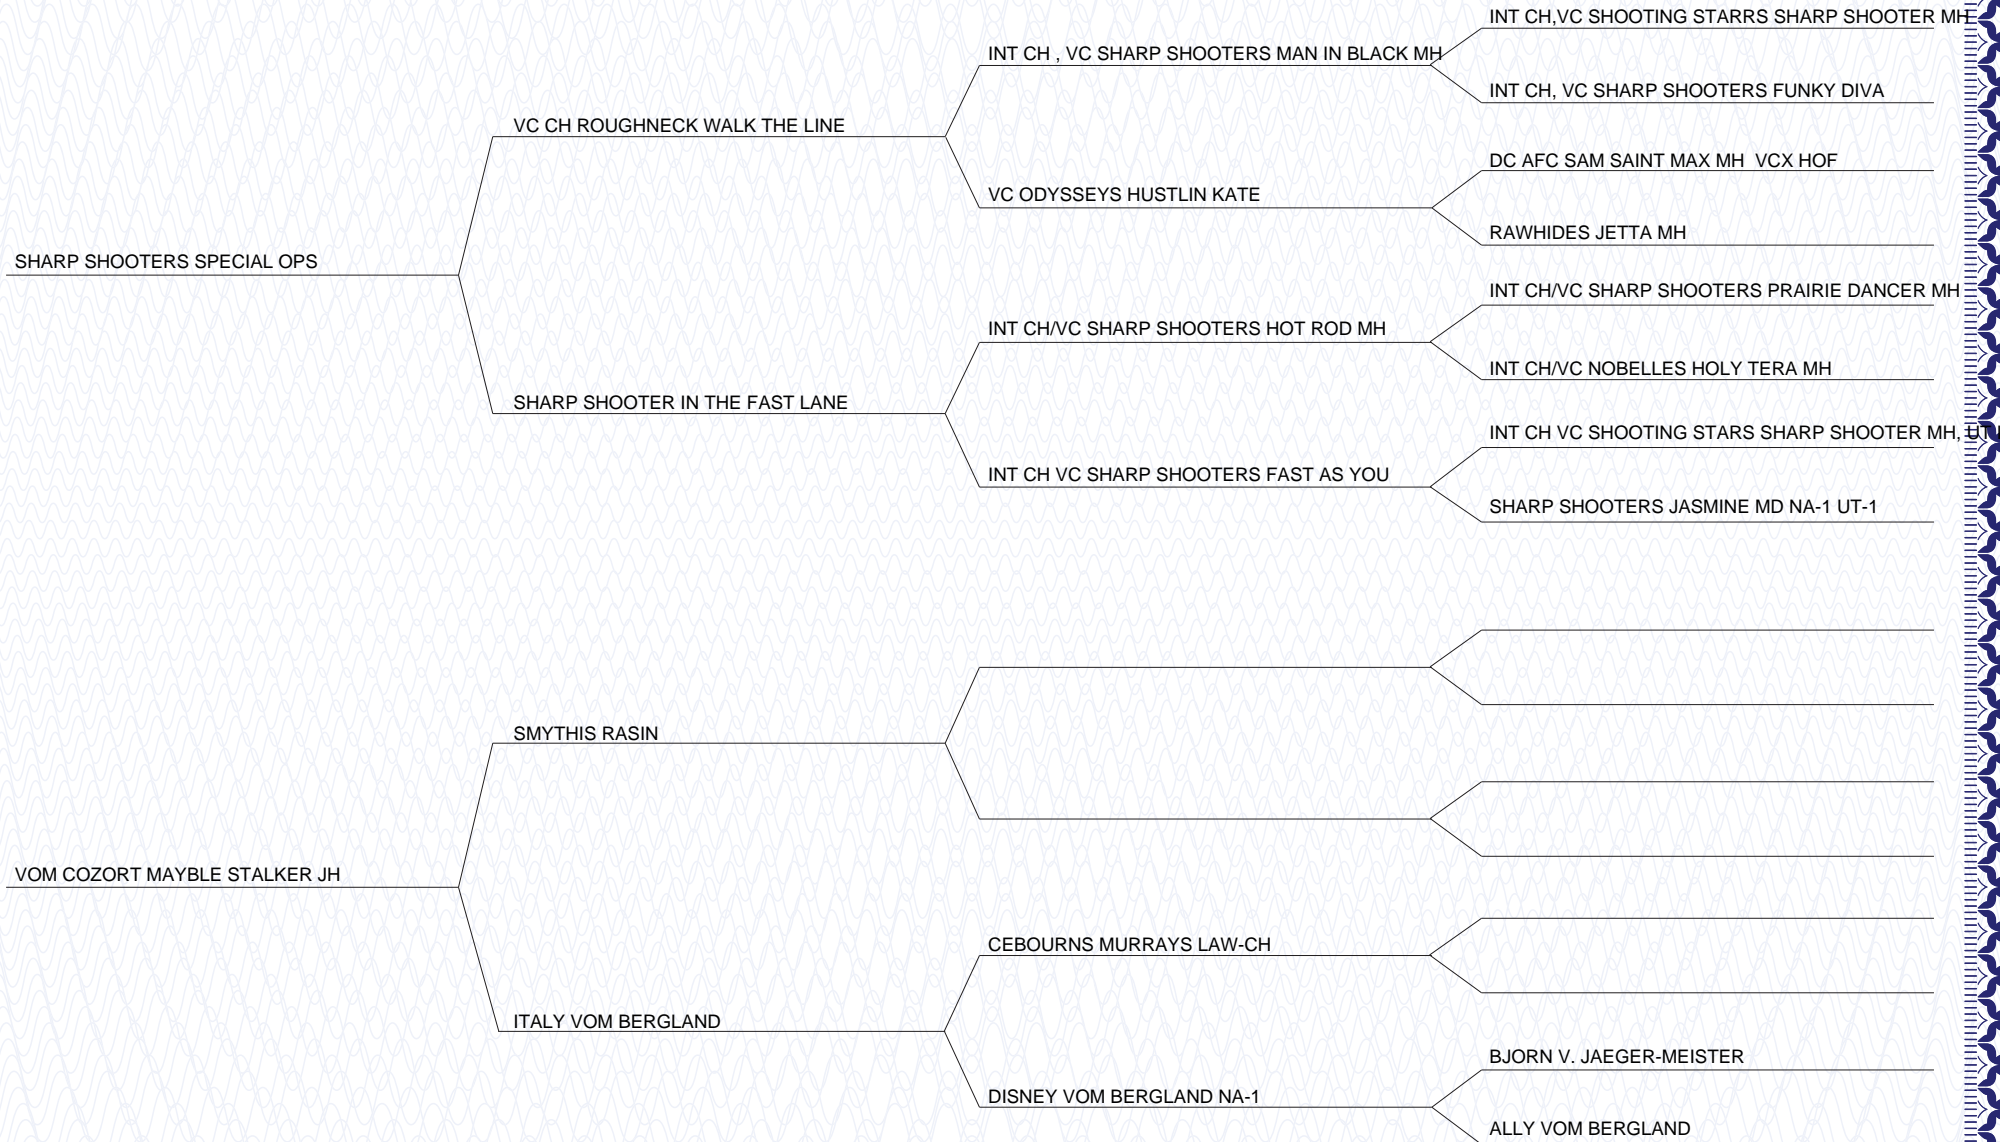 INT CH,VC SHOOTING STARRS SHARP SHOOTER MH
INT CH , VC SHARP SHOOTERS MAN IN BLACK MH
INT CH, VC SHARP SHOOTERS FUNKY DIVA
VC CH ROUGHNECK WALK THE LINE
DC AFC SAM SAINT MAX MH  VCX HOF
VC ODYSSEYS HUSTLIN KATE
RAWHIDES JETTA MH
SHARP SHOOTERS SPECIAL OPS
INT CH/VC SHARP SHOOTERS PRAIRIE DANCER MH
INT CH/VC SHARP SHOOTERS HOT ROD MH
INT CH/VC NOBELLES HOLY TERA MH
SHARP SHOOTER IN THE FAST LANE
INT CH VC SHOOTING STARS SHARP SHOOTER MH, UT
INT CH VC SHARP SHOOTERS FAST AS YOU
SHARP SHOOTERS JASMINE MD NA-1 UT-1
SMYTHIS RASIN
VOM COZORT MAYBLE STALKER JH
CEBOURNS MURRAYS LAW-CH
ITALY VOM BERGLAND
BJORN V. JAEGER-MEISTER
DISNEY VOM BERGLAND NA-1
ALLY VOM BERGLAND